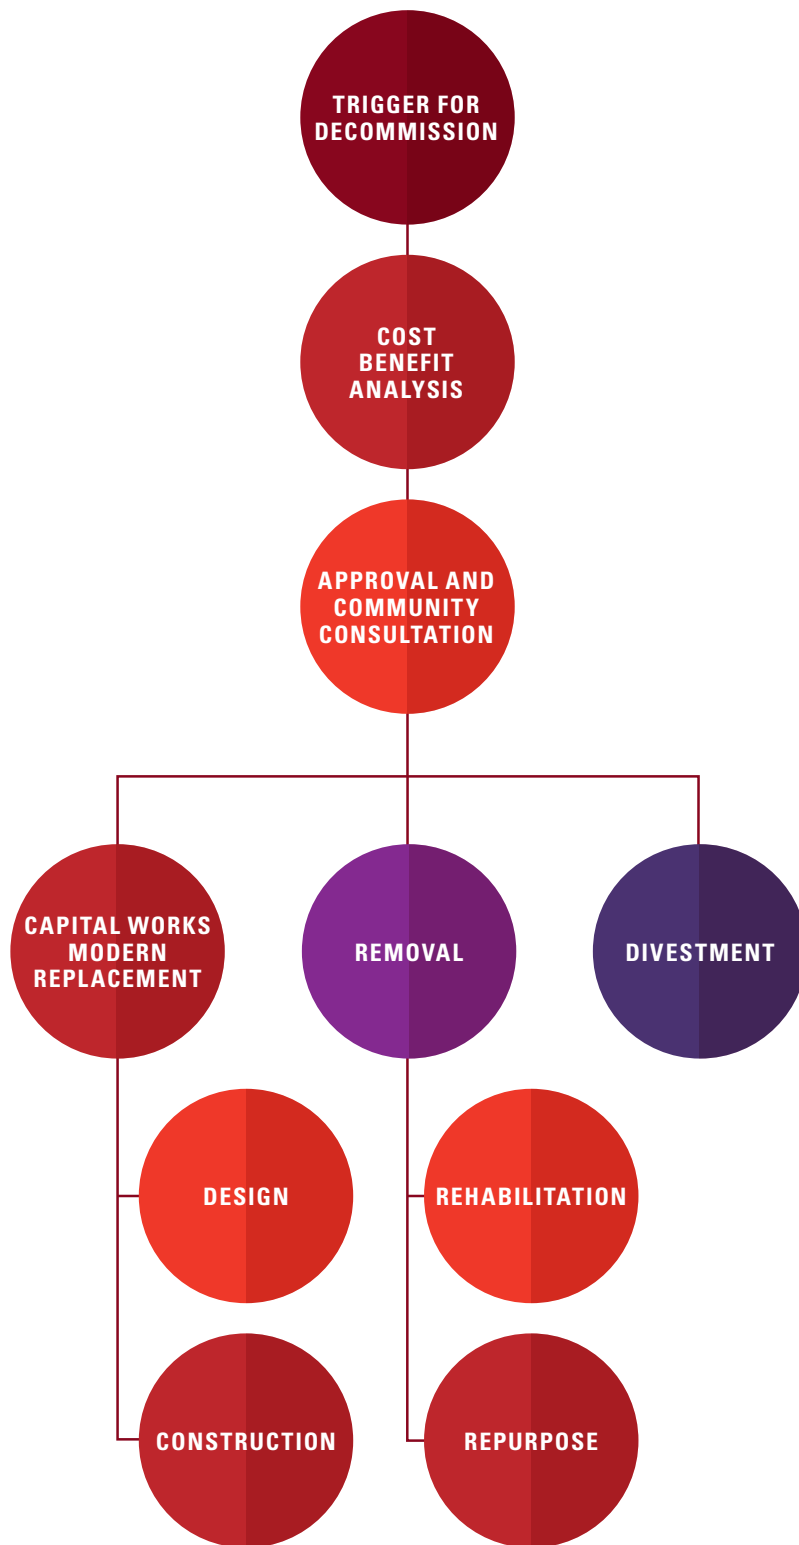 TRIGGER FOR
DECOMMISSION
COST
BENEFIT
ANALYSIS
APPROVAL AND
COMMUNITY
CONSULTATION
CAPITAL WORKS
MODERN
REPLACEMENT
REMOVAL
DIVESTMENT
DESIGN
REHABILITATION
CONSTRUCTION
REPURPOSE